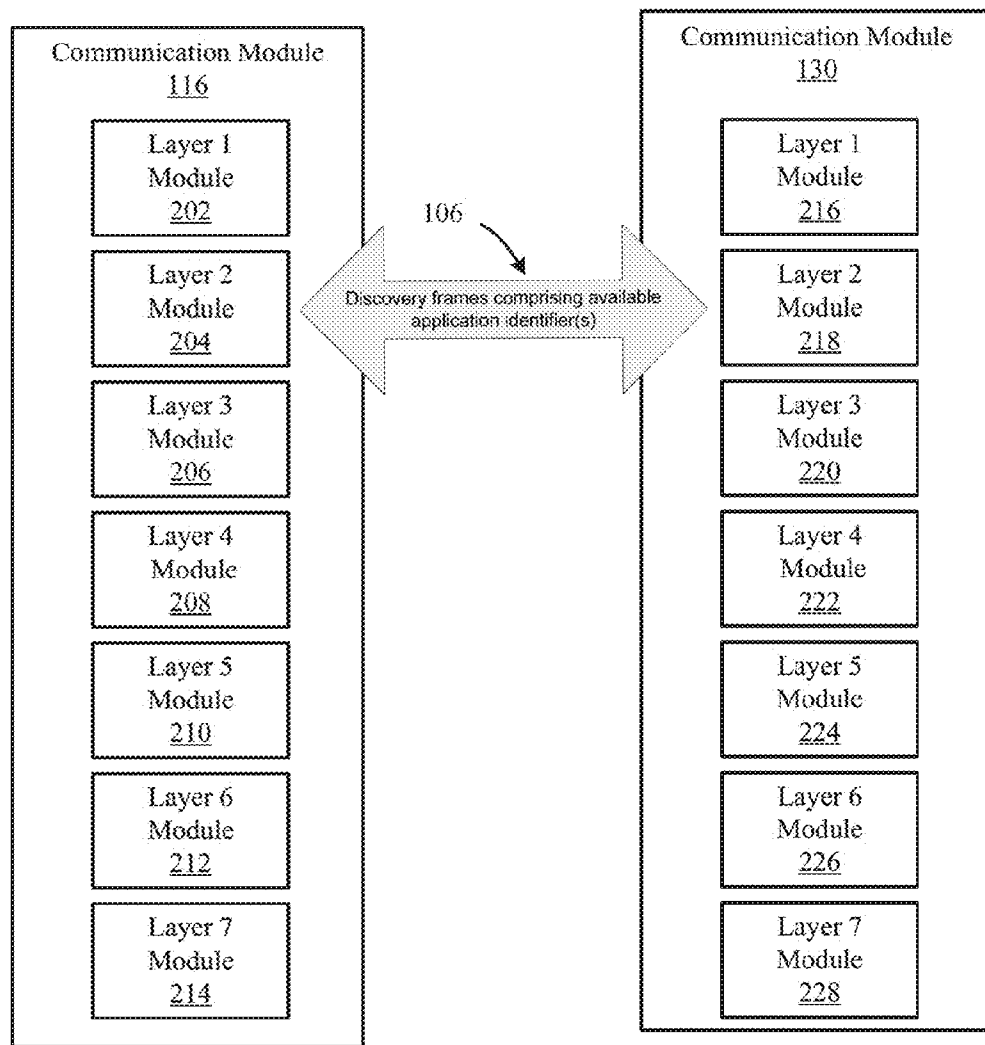 Communication Module
116
Layer 1
Module
202
Layer 2
Module
204
Layer 3
Module
206
Layer 4
Module
208
Layer 5
Module
210
Layer 6
Module
212
Layer 7
Module
214
106
Discovery frames comprising available
application identifier(s)
Communication Module
130
Layer 1
Module
216
Layer 2
Module
218
Layer 3
Module
220
Layer 4
Module
222
Layer 5
Module
224
Layer 6
Module
226
Layer 7
Module
228